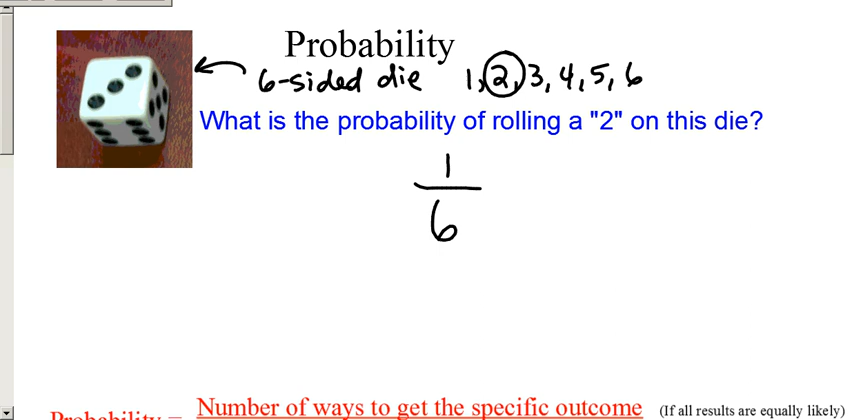 Probability
6-sided die 1, 2, 3, 4, 5, 6
What is the probability of rolling a "2" on this die?
1
6
Probability = Number of ways to get the specific outcome (If all results are equally likely)